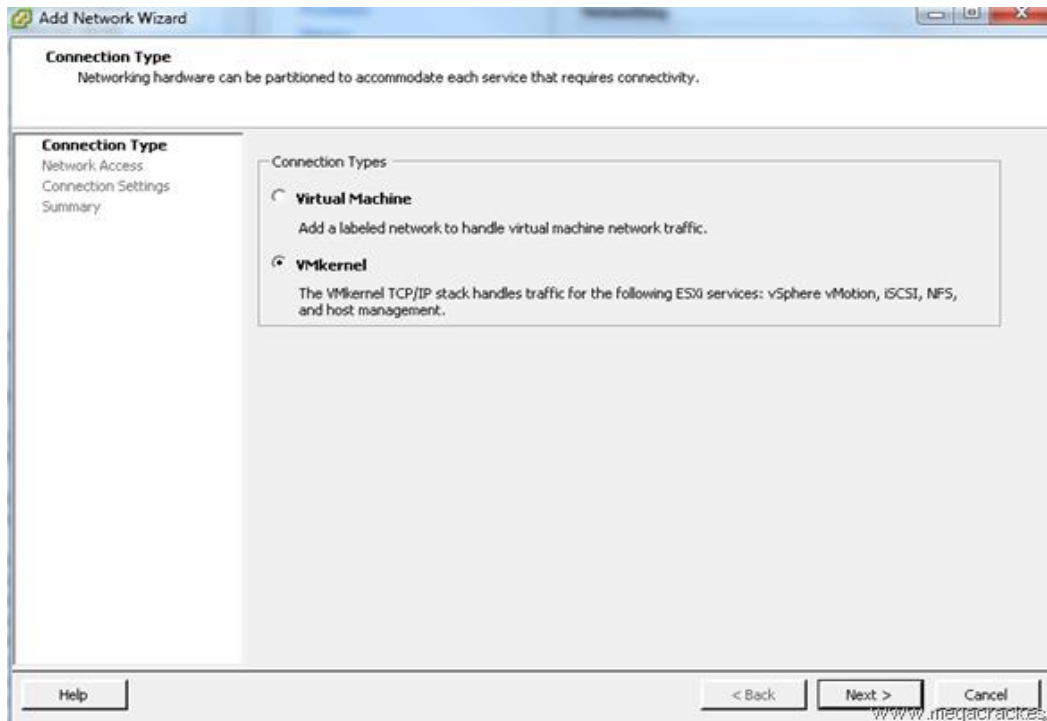 Add Network Wizard
Connection Type
Networking hardware can be partitioned to accommodate each service that requires connectivity.
Connection Type
Network Access
Connection Settings
Summary
Connection Types
Virtual Machine
Add a labeled network to handle virtual machine network traffic.
VMkernel
The VMkernel TCP/IP stack handles traffic for the following ESXi services: vSphere vMotion, iSCSI, NFS,
and host management.
Help
< Back
Next >
Cancel
www.megacrack.es